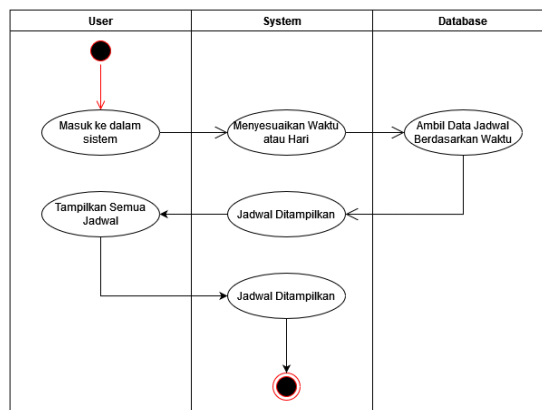 User
System
Database
Masuk ke dalam
sistem
Menyesuaikan Waktu
atau Hari
Ambil Data Jadwal
Berdasarkan Waktu
Tampilkan Semua
Jadwal
Jadwal Ditampilkan
Jadwal Ditampilkan